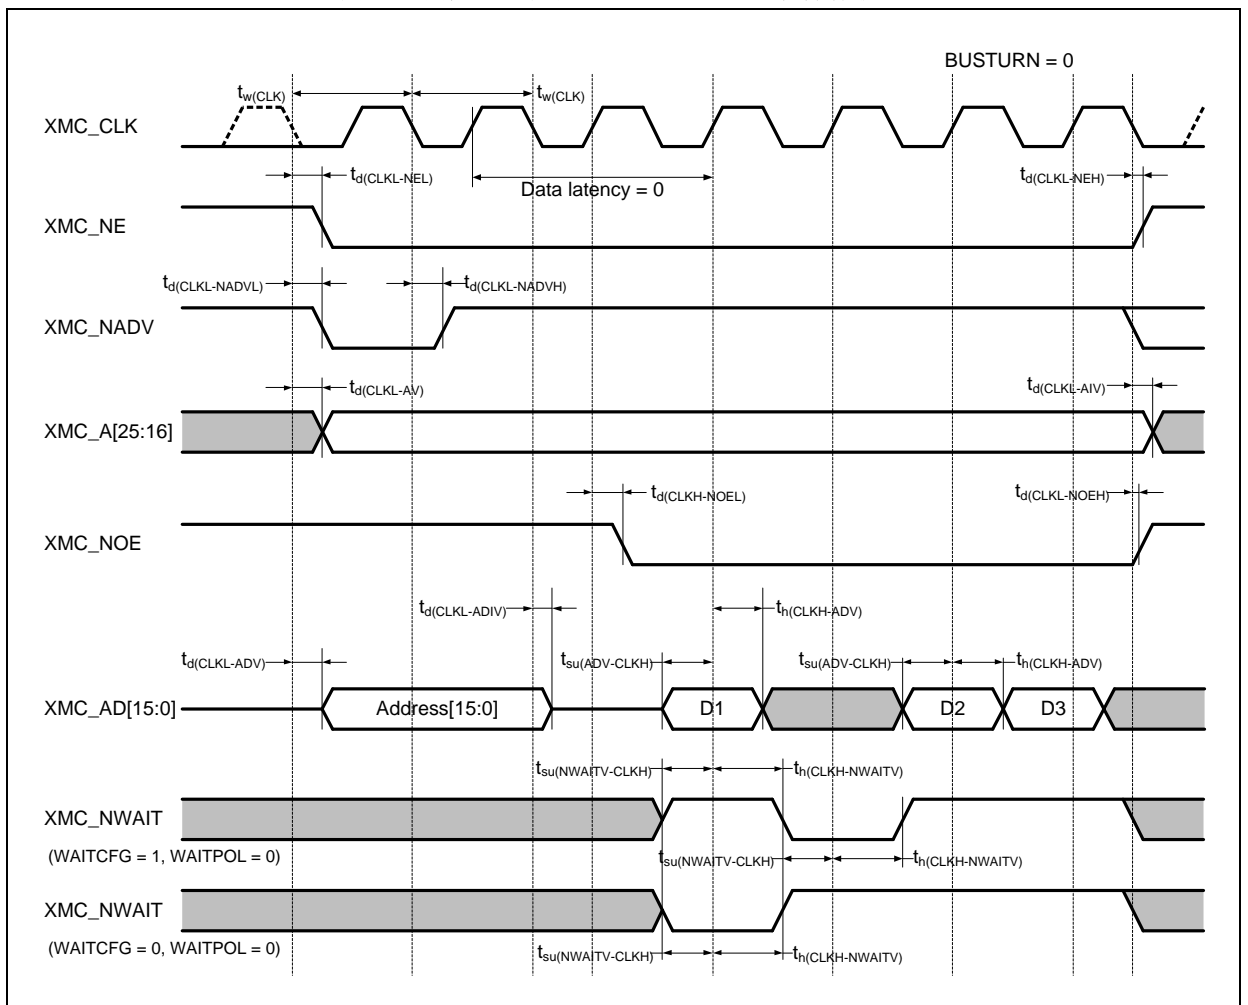 BUSTURN = 0
tw(CLK) tw(CLK)
XMC_CLK
td(CLKL-NEL) Data latency = 0 td(CLKL-NEH)
XMC_NE
td(CLKL-NADVL) td(CLKL-NADVH)
XMC_NADV
td(CLKL-AV) td(CLKL-AIV)
XMC_A[25:16]
td(CLKH-NOEL) td(CLKL-NOEH)
XMC_NOE
td(CLKL-ADIV) th(CLKH-ADV)
td(CLKL-ADV) tsu(ADV-CLKH) tsu(ADV-CLKH) th(CLKH-ADV)
XMC_AD[15:0] Address[15:0] D1 D2 D3
tsu(NWAITV-CLKH) th(CLKH-NWAITV)
XMC_NWAIT
(WAITCFG = 1, WAITPOL = 0) tsu(NWAITV-CLKH) th(CLKH-NWAITV)
XMC_NWAIT
(WAITCFG = 0, WAITPOL = 0) tsu(NWAITV-CLKH) th(CLKH-NWAITV)